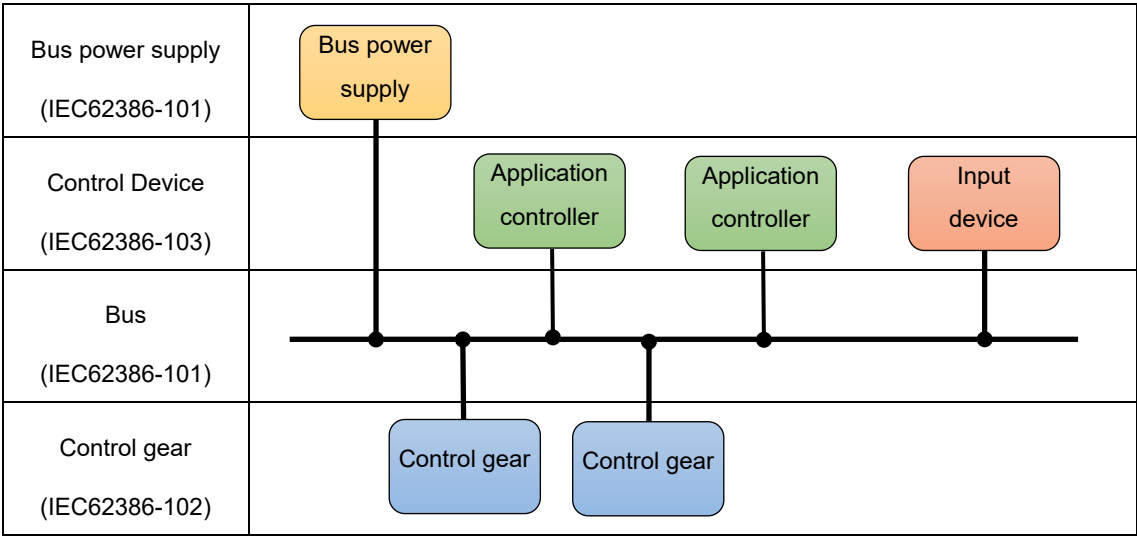 Bus power supply
(IEC62386-101)
Bus power
supply
Control Device
(IEC62386-103)
Application
controller
Application
controller
Input
device
Bus
(IEC62386-101)
Control gear
(IEC62386-102)
Control gear
Control gear